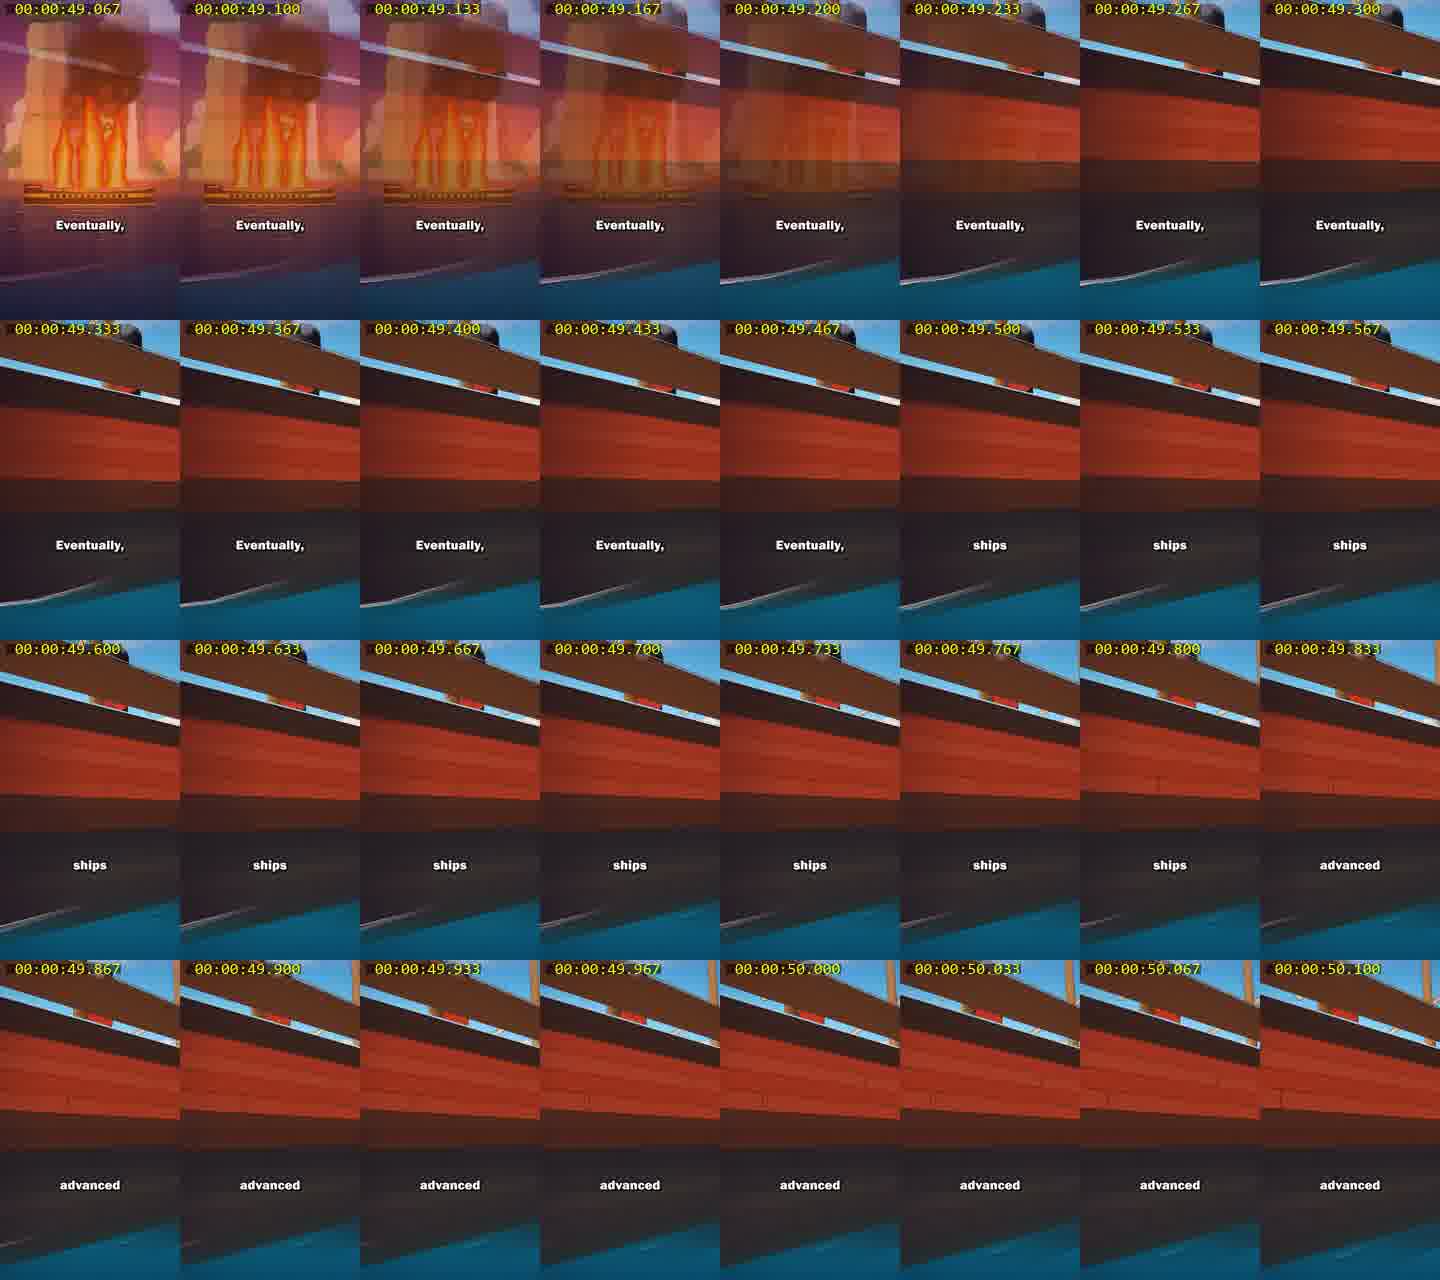 00:00:49.067 00:00:49.100 00:00:49.133 00:00:49.167 00:00:49.200 00:00:49.233 00:00:49.267 00:00:49.300
Eventually, Eventually, Eventually, Eventually, Eventually, Eventually, Eventually, Eventually,
00:00:49.333 00:00:49.367 00:00:49.400 00:00:49.433 00:00:49.467 00:00:49.500 00:00:49.533 00:00:49.567
Eventually, Eventually, Eventually, Eventually, Eventually, ships ships ships
00:00:49.600 00:00:49.633 00:00:49.667 00:00:49.700 00:00:49.733 00:00:49.767 00:00:49.800 00:00:49.833
ships ships ships ships ships ships ships advanced
00:00:49.867 00:00:49.900 00:00:49.933 00:00:49.967 00:00:50.000 00:00:50.033 00:00:50.067 00:00:50.100
advanced advanced advanced advanced advanced advanced advanced advanced